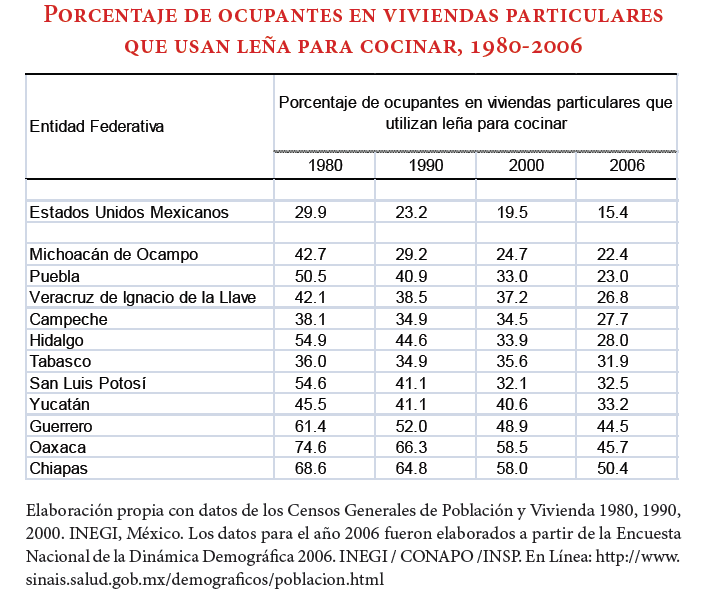 Porcentaje de ocupantes en viviendas particulares
que usan leña para cocinar, 1980-2006
Entidad Federativa
Porcentaje de ocupantes en viviendas particulares que
utilizan leña para cocinar
1980 1990 2000 2006
Estados Unidos Mexicanos 29.9 23.2 19.5 15.4
Michoacán de Ocampo 42.7 29.2 24.7 22.4
Puebla 50.5 40.9 33.0 23.0
Veracruz de Ignacio de la Llave 42.1 38.5 37.2 26.8
Campeche 38.1 34.9 34.5 27.7
Hidalgo 54.9 44.6 33.9 28.0
Tabasco 36.0 34.9 35.6 31.9
San Luis Potosí 54.6 41.1 32.1 32.5
Yucatán 45.5 41.1 40.6 33.2
Guerrero 61.4 52.0 48.9 44.5
Oaxaca 74.6 66.3 58.5 45.7
Chiapas 68.6 64.8 58.0 50.4
Elaboración propia con datos de los Censos Generales de Población y Vivienda 1980, 1990,
2000. INEGI, México. Los datos para el año 2006 fueron elaborados a partir de la Encuesta
Nacional de la Dinámica Demográfica 2006. INEGI / CONAPO /INSP. En Línea: http://www.
sinais.salud.gob.mx/demograficos/poblacion.html